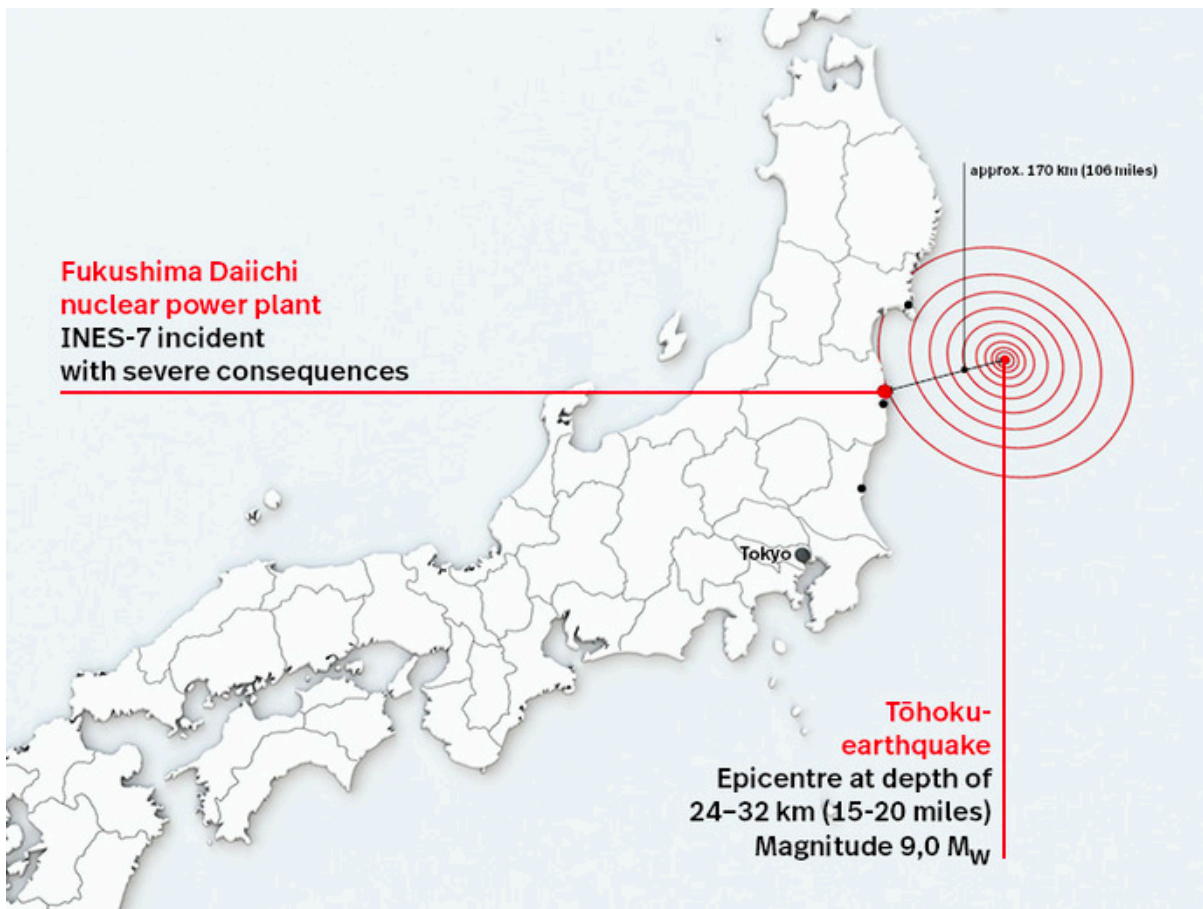 approx. 170 km (106 miles)
Fukushima Daiichi
nuclear power plant
INES-7 incident
with severe consequences
Tokyo
Tōhoku-
earthquake
Epicentre at depth of
24–32 km (15-20 miles)
Magnitude 9,0 Mw